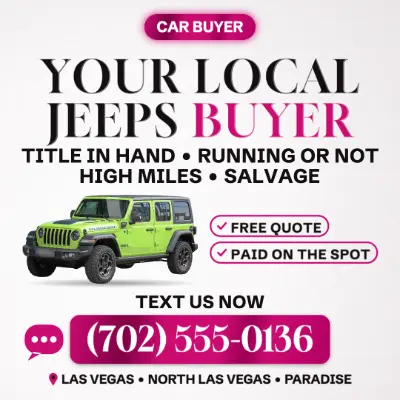 CAR BUYER
YOUR LOCAL
JEEPS BUYER
TITLE IN HAND • RUNNING OR NOT
HIGH MILES • SALVAGE
FREE QUOTE
PAID ON THE SPOT
TEXT US NOW
(702) 555-0136
LAS VEGAS • NORTH LAS VEGAS • PARADISE